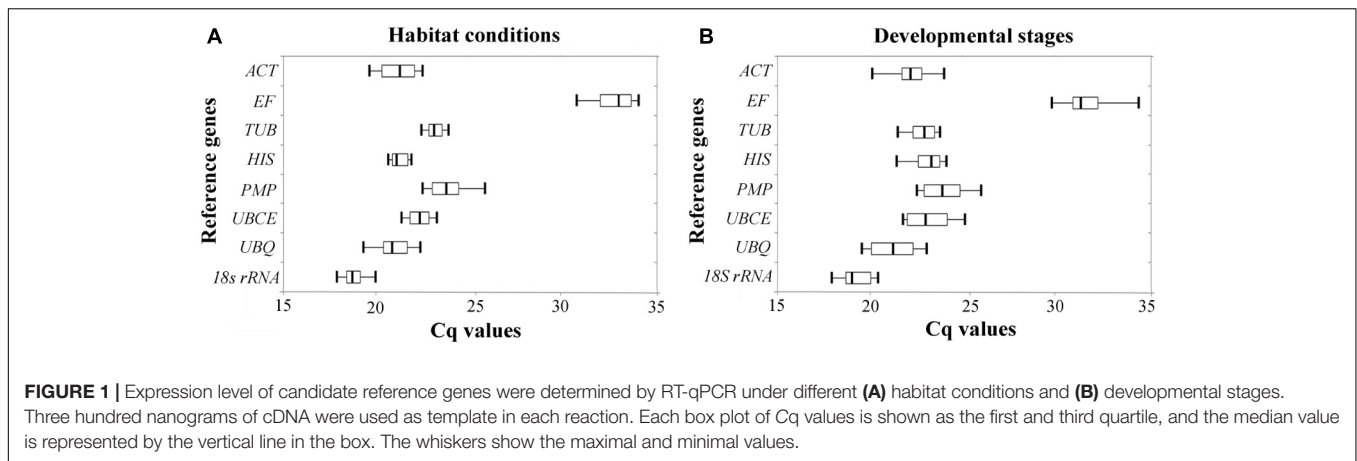 A
Habitat conditions
Reference genes
ACT
EF
TUB
HIS
PMP
UBCE
UBQ
18s rRNA
15 20 25 30 35
Cq values
B
Developmental stages
Reference genes
ACT
EF
TUB
HIS
PMP
UBCE
UBQ
18S rRNA
15 20 25 30 35
Cq values
FIGURE 1 | Expression level of candidate reference genes were determined by RT-qPCR under different (A) habitat conditions and (B) developmental stages.
Three hundred nanograms of cDNA were used as template in each reaction. Each box plot of Cq values is shown as the first and third quartile, and the median value
is represented by the vertical line in the box. The whiskers show the maximal and minimal values.